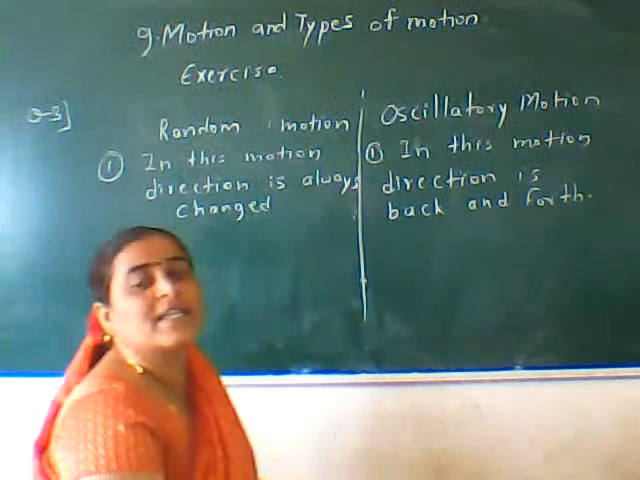 9. Motion and Types of motion
Exercise.
Random motion
① In this motion
direction is always
changed
Oscillatory Motion
① In this motion
direction is
back and forth.